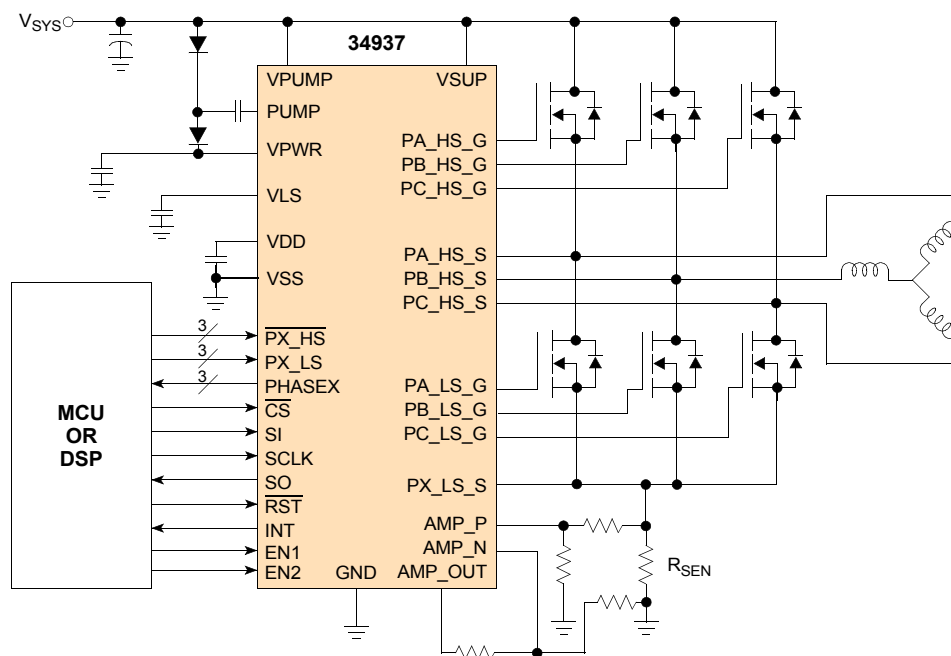 VSYS
34937
VPUMP
VSUP
PUMP
PA_HS_G
VPWR
PB_HS_G
PC_HS_G
VLS
VDD
PA_HS_S
VSS
PB_HS_S
PC_HS_S
3
PX_HS
3
PX_LS
3
PHASEX
PA_LS_G
MCU
OR
DSP
CS
PB_LS_G
SI
PC_LS_G
SCLK
SO
PX_LS_S
RST
INT
AMP_P
EN1
AMP_N
EN2
GND
AMP_OUT
RSEN